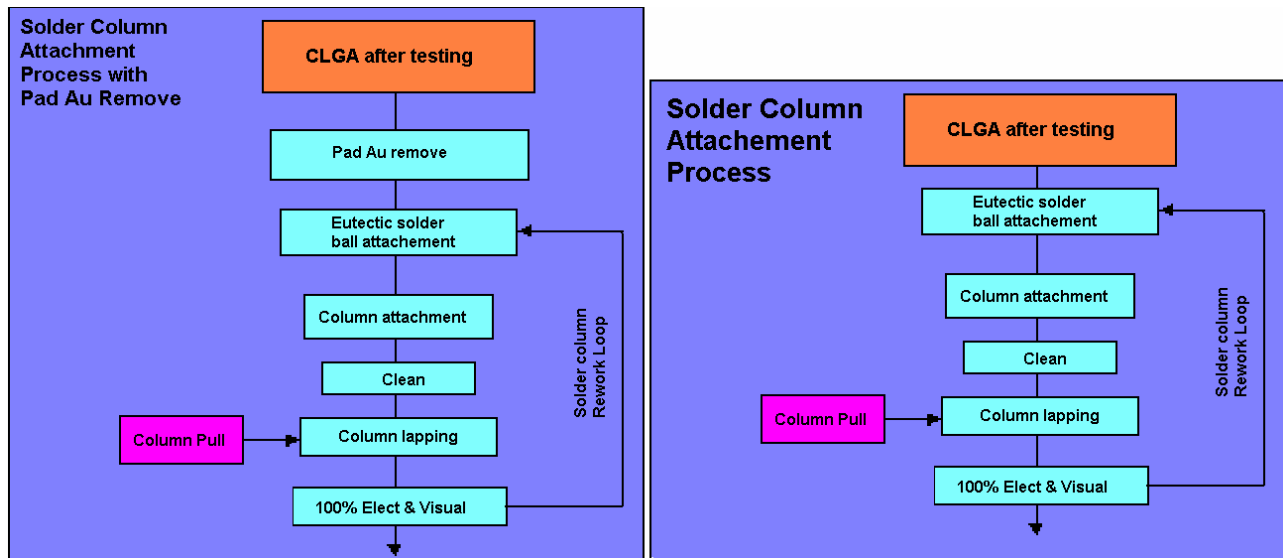 Solder Column
Attachment
Process with
Pad Au Remove
CLGA after testing
Pad Au remove
Eutectic solder
ball attachement
Column attachment
Clean
Column Pull
Column lapping
100% Elect & Visual
Solder column
Rework Loop
Solder Column
Attachement
Process
CLGA after testing
Eutectic solder
ball attachement
Column attachment
Clean
Column Pull
Column lapping
100% Elect & Visual
Solder column
Rework Loop